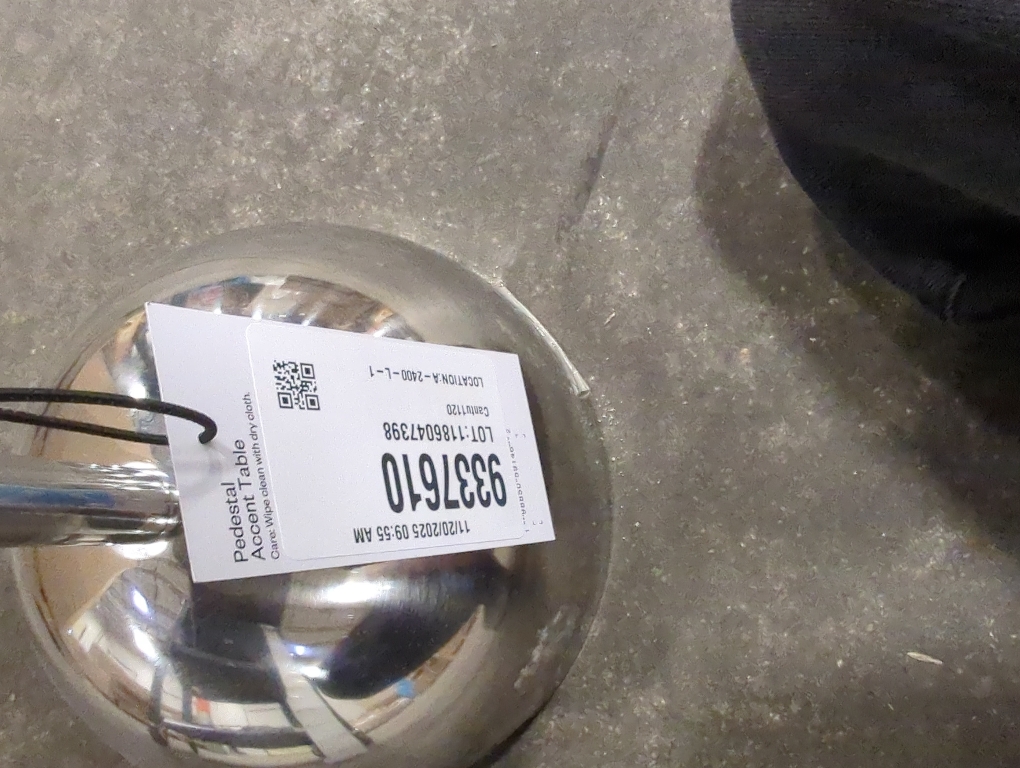 Pedestal
Accent Table
Care: Wipe clean with dry cloth.
11/20/2025 09:55 AM
9337610
LOT:1186047398
Cantu1120
LOCATION:A-2400-L-1